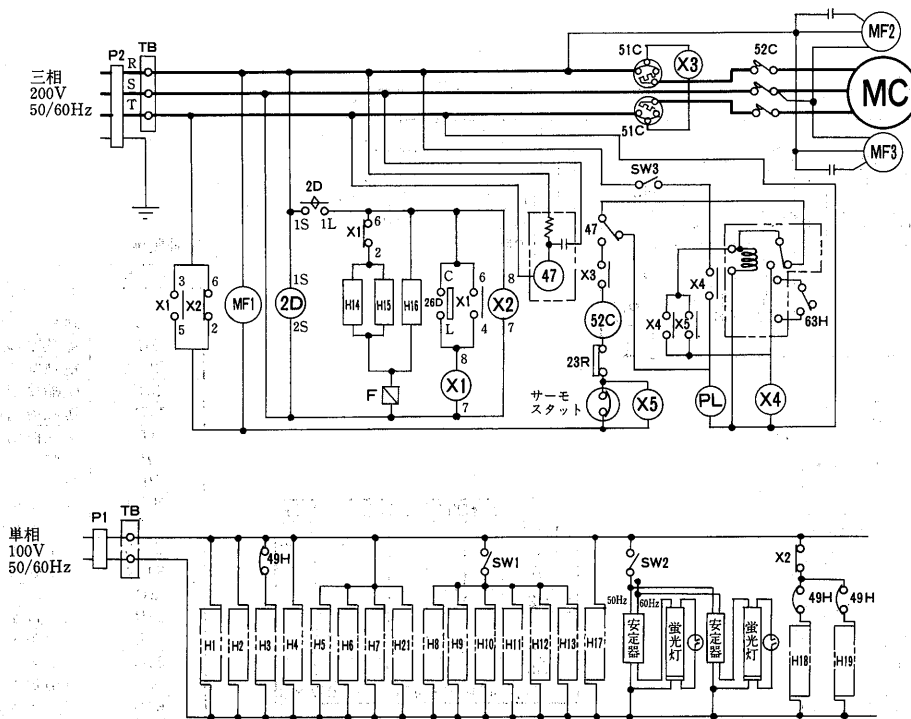 P2
TB
三相
200V
50/60Hz
R
S
T
51C
X3
52C
MF2
MC
51C
MF3
SW3
2D
1S
1L
X1
6
2
3
6
X1
X2
5
2
MF1
1S
2D
2S
H14
H15
H16
F
C
6
26D
X1
L
4
8
X1
7
8
X2
7
47
47
X3
52C
23R
サーモ
スタット
X5
X4
X4
X5
PL
X4
63H
単相
100V
50/60Hz
P1
TB
49H
SW1
SW2
X2
49H
49H
50Hz
60Hz
H1
H2
H3
H4
H5
H6
H7
H21
H8
H9
H10
H11
H12
H13
H17
安定器
蛍光灯
安定器
蛍光灯
H18
H19